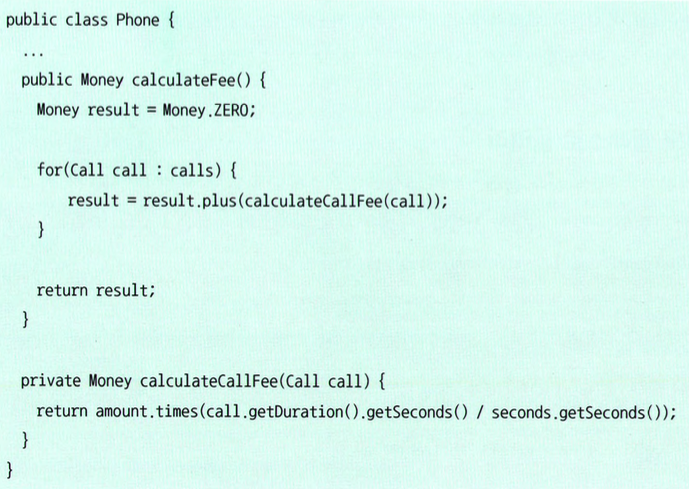 public class Phone {
...
public Money calculateFee() {
Money result = Money.ZERO;
for(Call call : calls) {
result = result.plus(calculateCallFee(call));
}
return result;
}
private Money calculateCallFee(Call call) {
return amount.times(call.getDuration().getSeconds() / seconds.getSeconds());
}
}